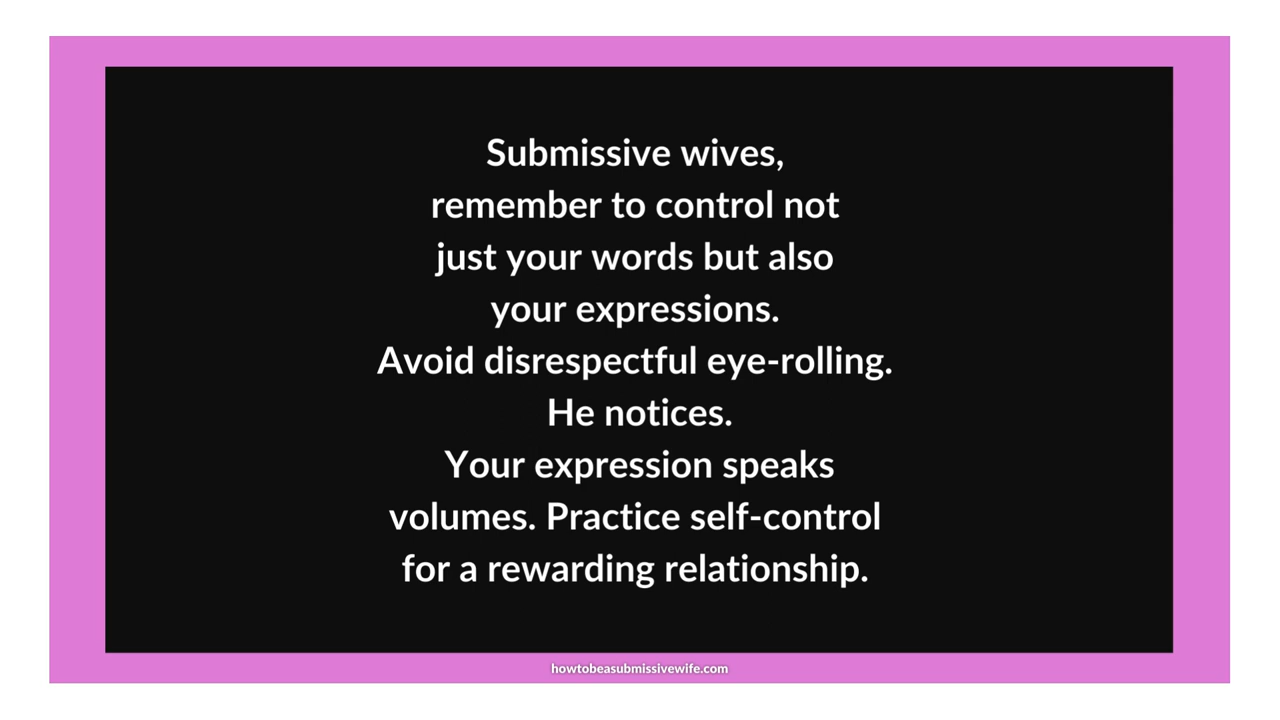 Submissive wives,
remember to control not
just your words but also
your expressions.
Avoid disrespectful eye-rolling.
He notices.
Your expression speaks
volumes. Practice self-control
for a rewarding relationship.
howtobeasubmissivewife.com